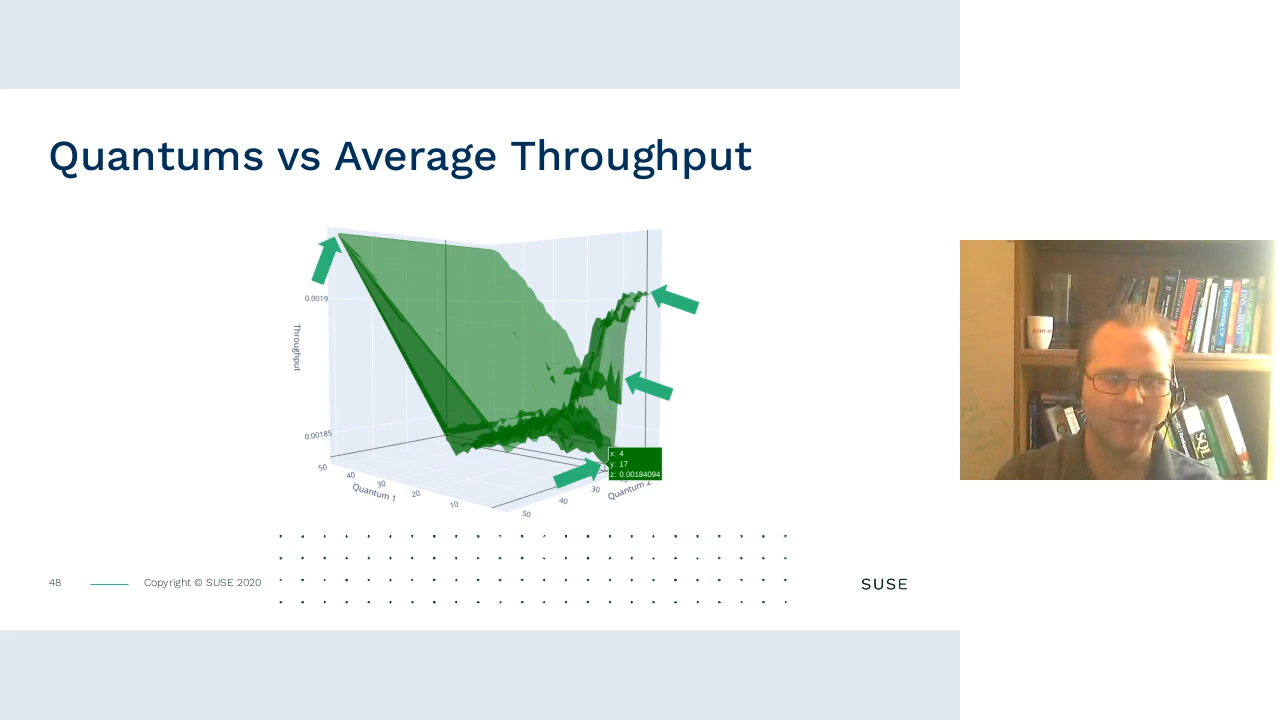 Quantums vs Average Throughput
0.0019
Throughput
0.00185
50
40
30
20
10
Quantum 1
50
40
30
Quantum 2
x: 4
y: 17
z: 0.00184094
48
Copyright © SUSE 2020
SUSE
SQL